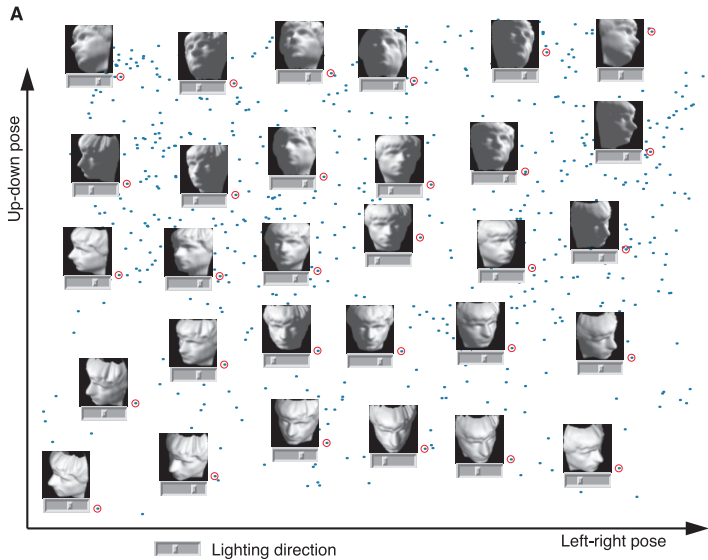 A
Up-down pose
Left-right pose
Lighting direction